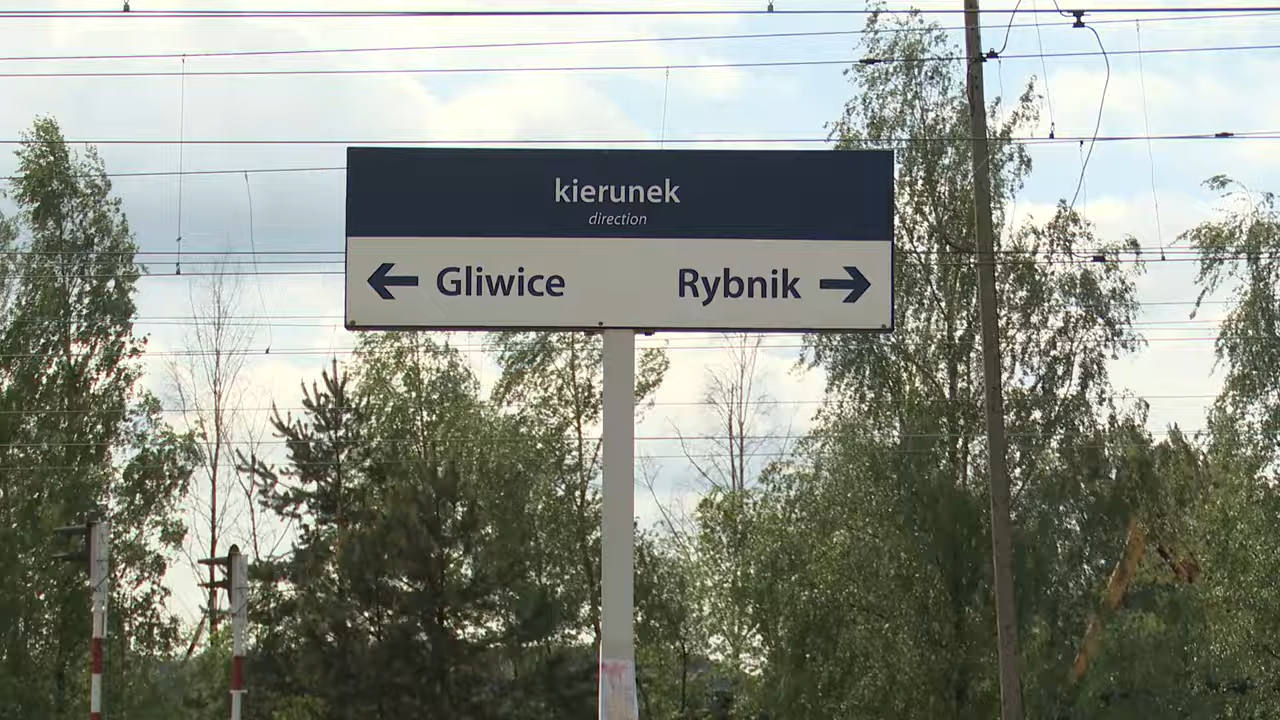 kierunek
direction
← Gliwice Rybnik →